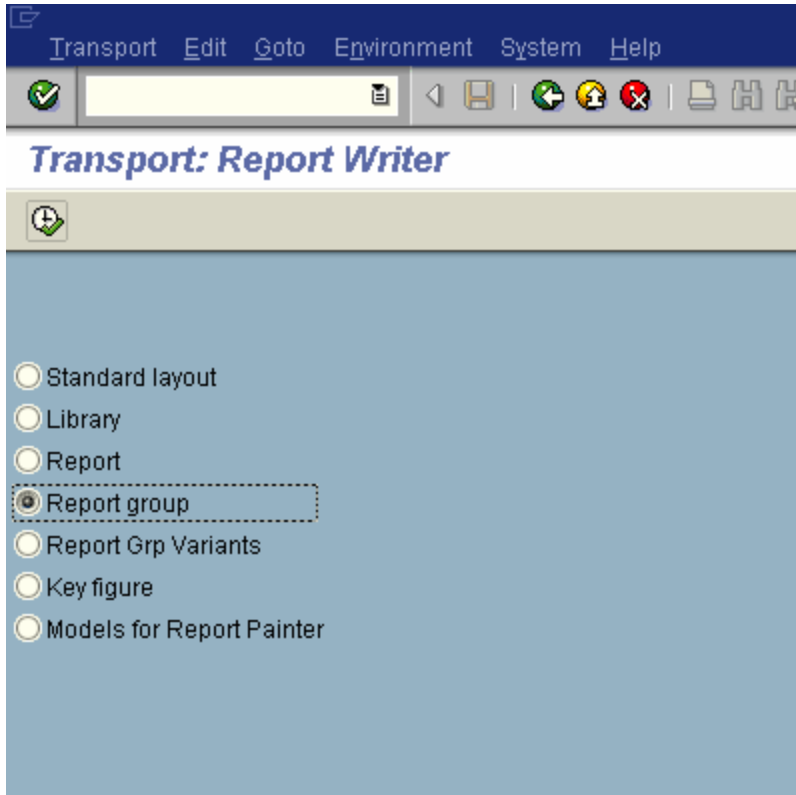 Transport Edit Goto Environment System Help
Transport: Report Writer
Standard layout
Library
Report
Report group
Report Grp Variants
Key figure
Models for Report Painter